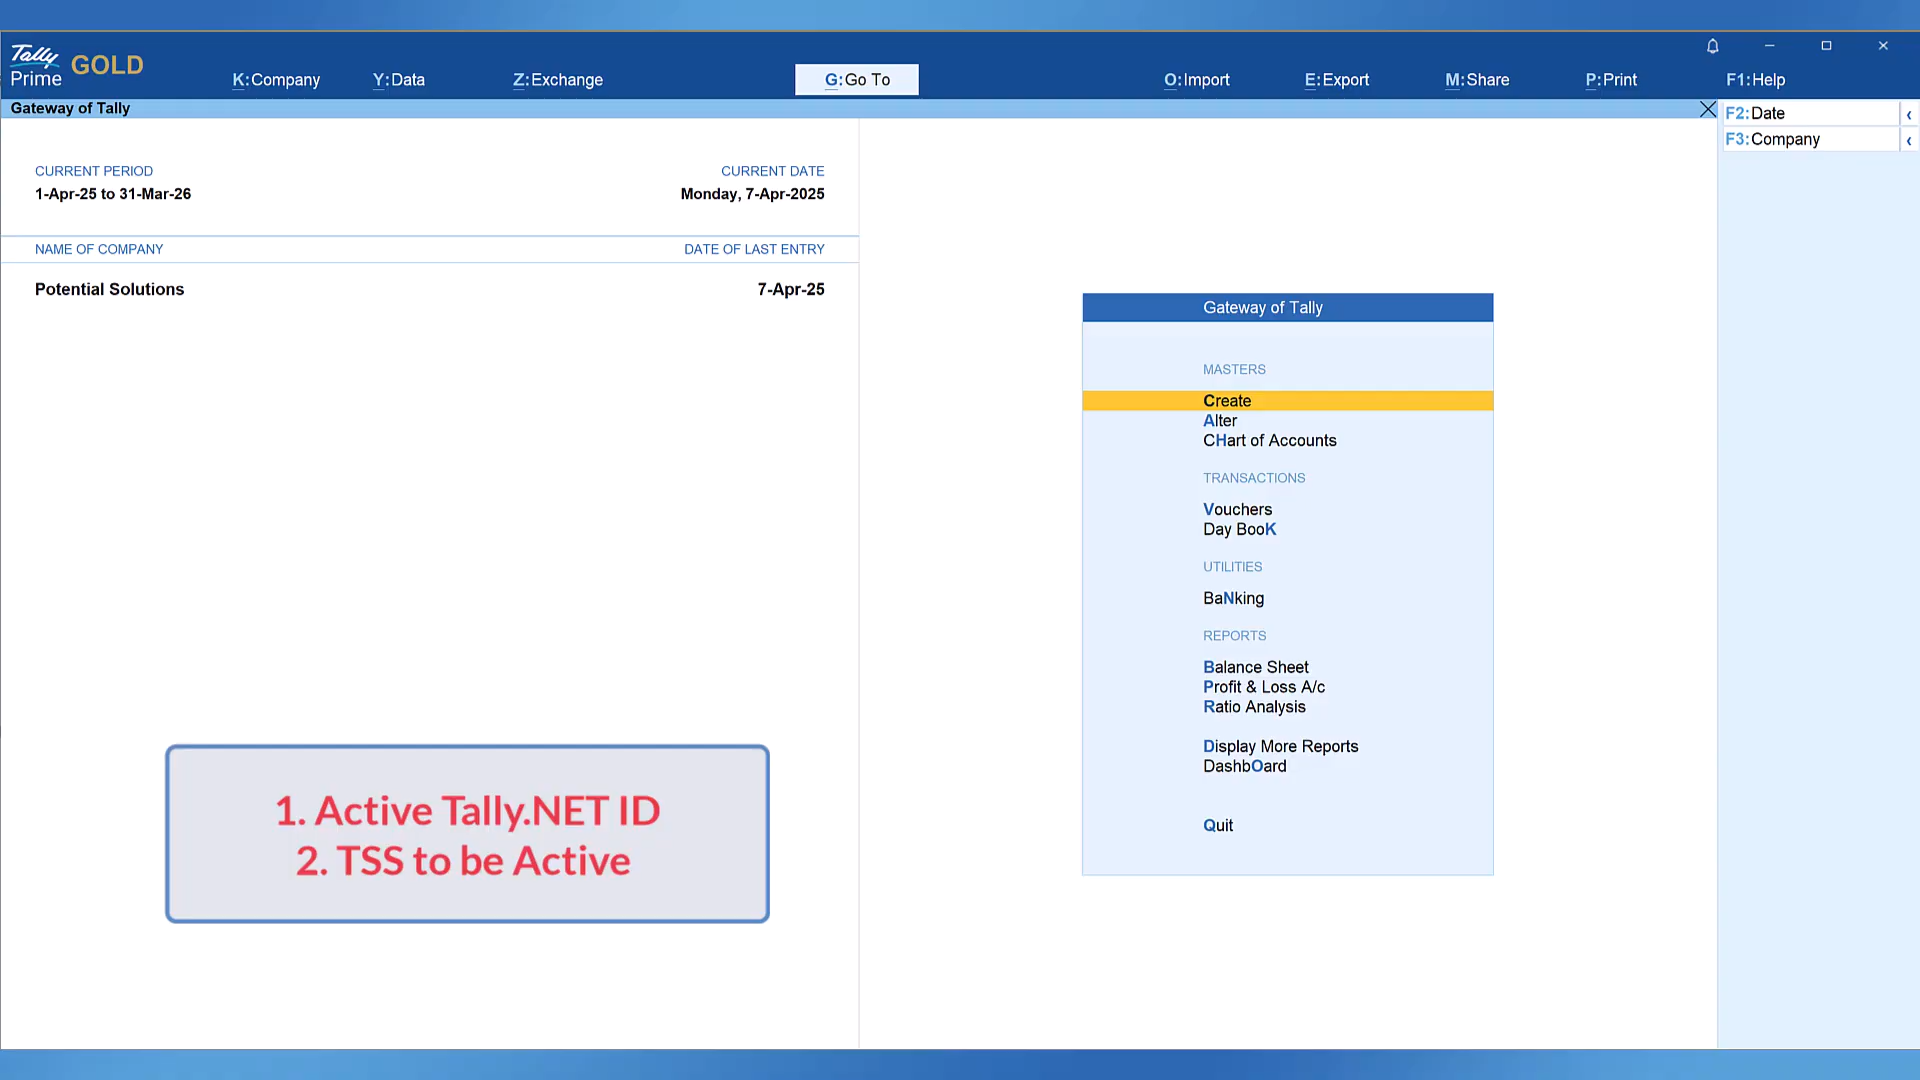 Tally
Prime GOLD
K:Company Y:Data Z:Exchange G:Go To O:Import E:Export M:Share P:Print F1:Help
Gateway of Tally
F2:Date
F3:Company
CURRENT PERIOD CURRENT DATE
1-Apr-25 to 31-Mar-26 Monday, 7-Apr-2025
NAME OF COMPANY DATE OF LAST ENTRY
Potential Solutions 7-Apr-25
Gateway of Tally
MASTERS
Create
Alter
CHart of Accounts
TRANSACTIONS
Vouchers
Day BooK
UTILITIES
BaNking
REPORTS
Balance Sheet
Profit & Loss A/c
Ratio Analysis
Display More Reports
DashbOard
Quit
1. Active Tally.NET ID
2. TSS to be Active